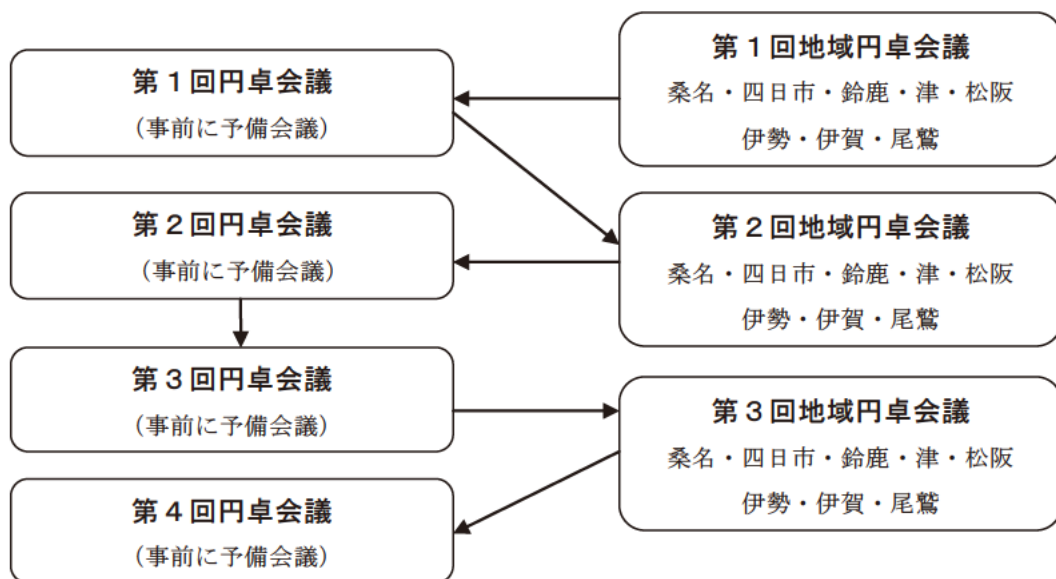 第１回円卓会議
（事前に予備会議）
第２回円卓会議
（事前に予備会議）
第３回円卓会議
（事前に予備会議）
第４回円卓会議
（事前に予備会議）
第１回地域円卓会議
桑名・四日市・鈴鹿・津・松阪
伊勢・伊賀・尾鷲
第２回地域円卓会議
桑名・四日市・鈴鹿・津・松阪
伊勢・伊賀・尾鷲
第３回地域円卓会議
桑名・四日市・鈴鹿・津・松阪
伊勢・伊賀・尾鷲